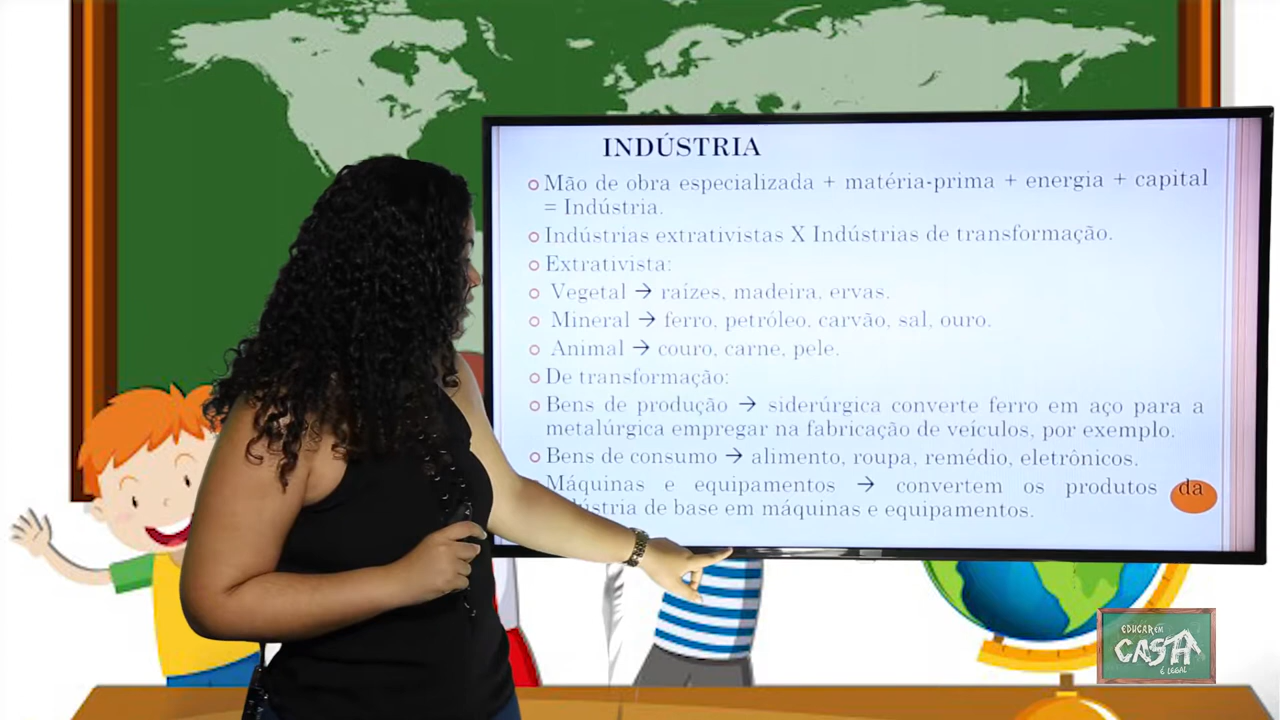 INDÚSTRIA
Mão de obra especializada + matéria-prima + energia + capital
= Indústria.
Indústrias extrativistas X Indústrias de transformação.
Extrativista:
Vegetal → raízes, madeira, ervas.
Mineral → ferro, petróleo, carvão, sal, ouro.
Animal → couro, carne, pele.
De transformação:
Bens de produção → siderúrgica converte ferro em aço para a
metalúrgica empregar na fabricação de veículos, por exemplo.
Bens de consumo → alimento, roupa, remédio, eletrônicos.
Máquinas e equipamentos → convertem os produtos da
de base em máquinas e equipamentos.
EDUCAR EM
CASA
É LEGAL